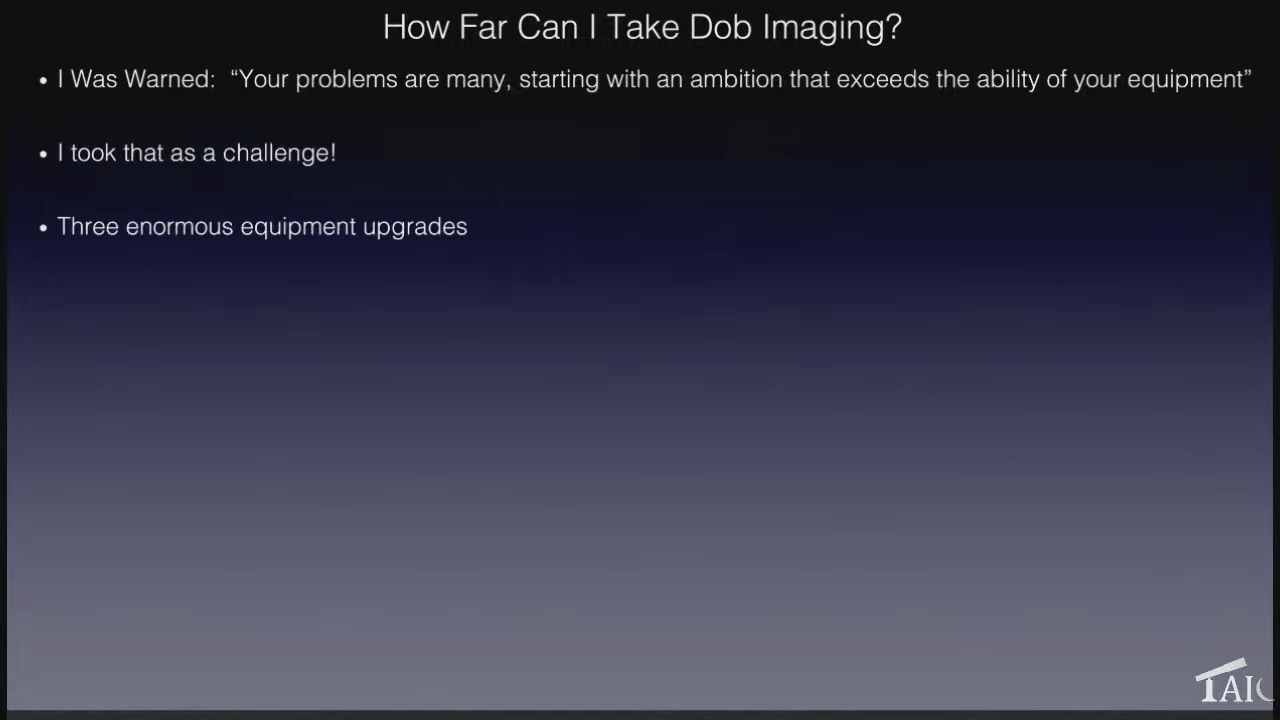 How Far Can I Take Dob Imaging?
• I Was Warned:  “Your problems are many, starting with an ambition that exceeds the ability of your equipment”
• I took that as a challenge!
• Three enormous equipment upgrades
TAIC